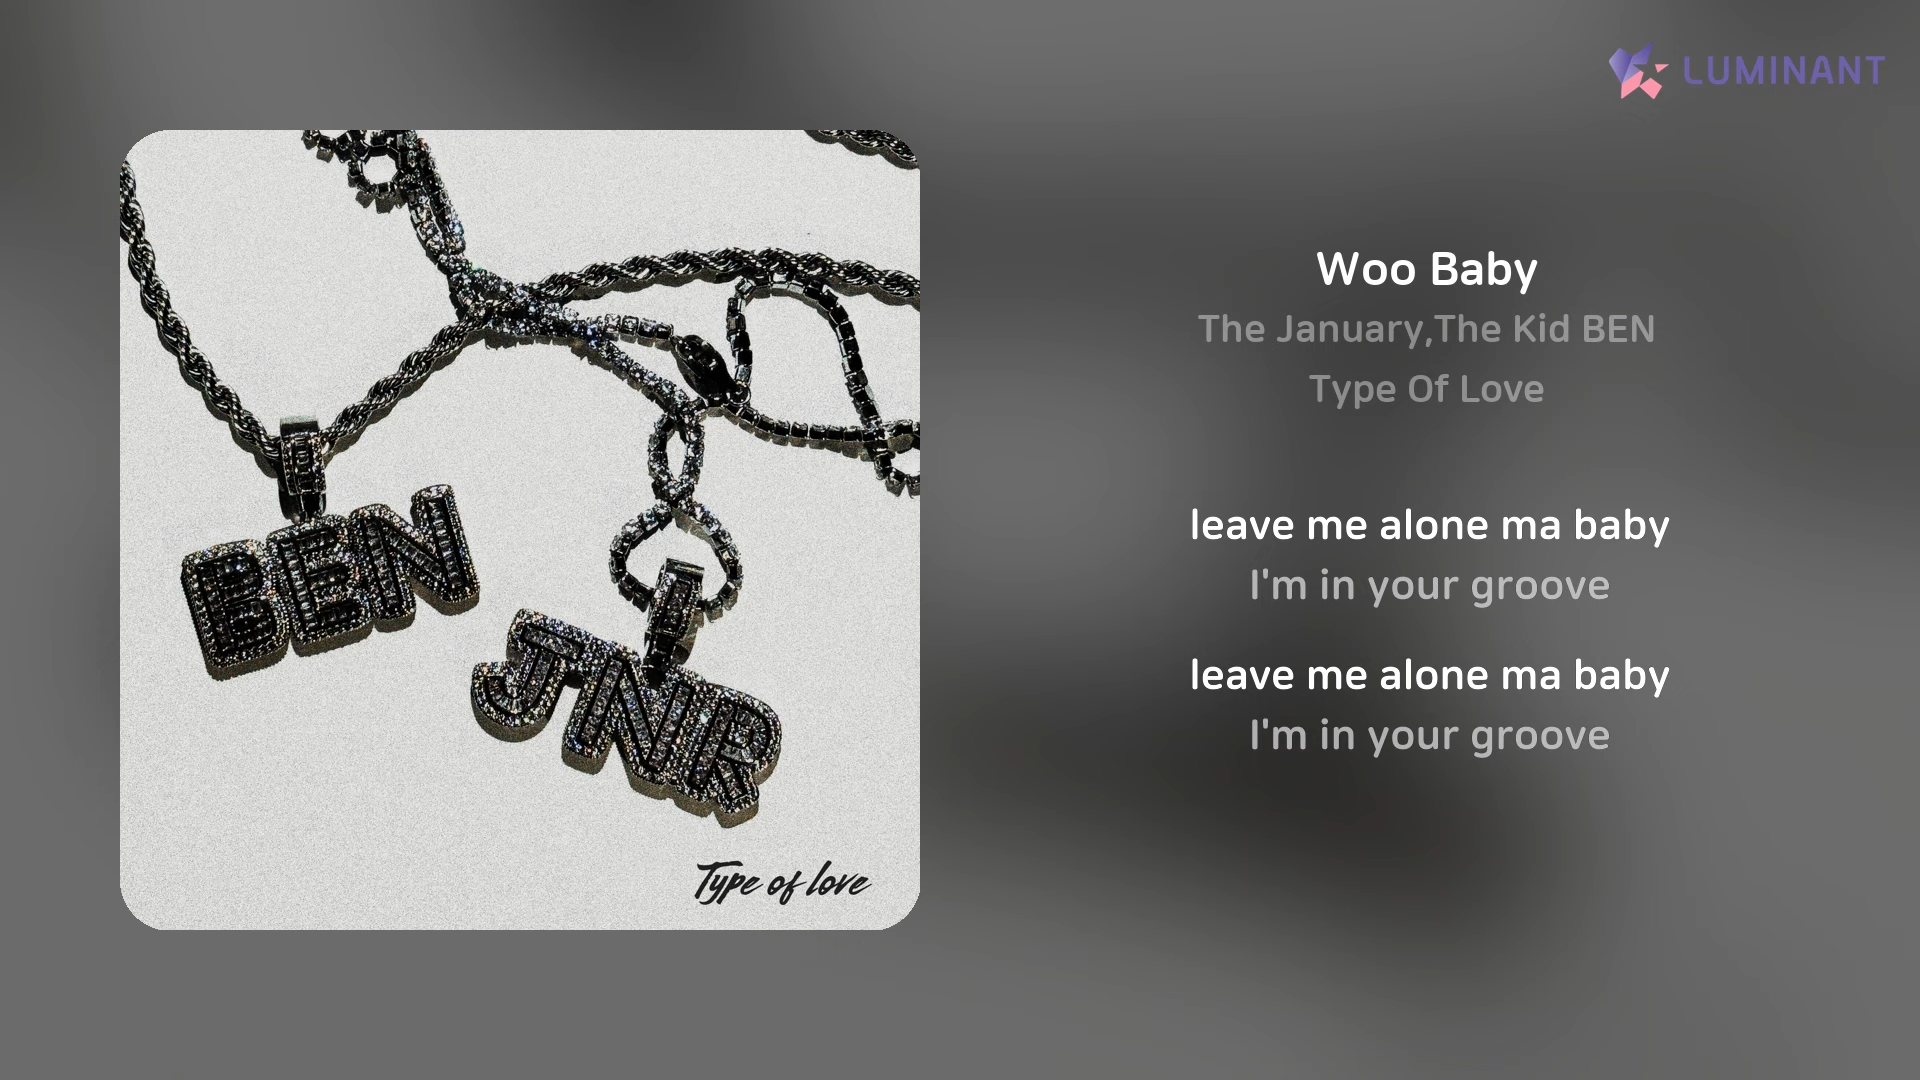 LUMINANT
BEN
JNR
Type of love
Woo Baby
The January,The Kid BEN
Type Of Love
leave me alone ma baby
I'm in your groove
leave me alone ma baby
I'm in your groove